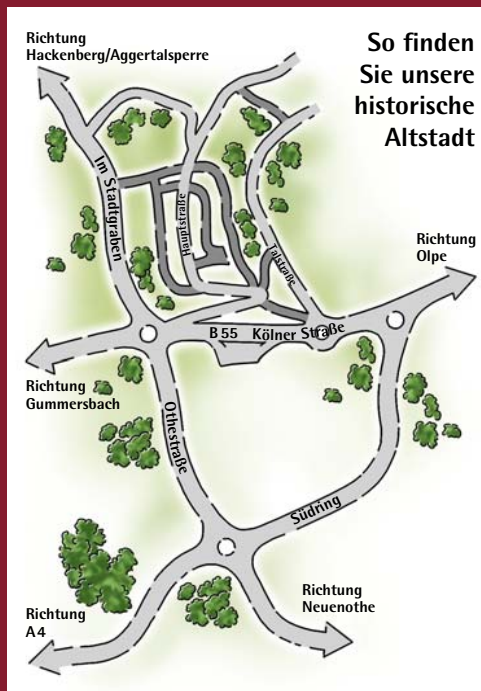 Richtung
Hackenberg/Aggertalsperre
So finden
Sie unsere
historische
Altstadt
Im Stadtgraben
Hauptstraße
Talstraße
Richtung
Olpe
B 55 Kölner Straße
Richtung
Gummersbach
Othestraße
Südring
Richtung
Neuenothe
Richtung
A 4